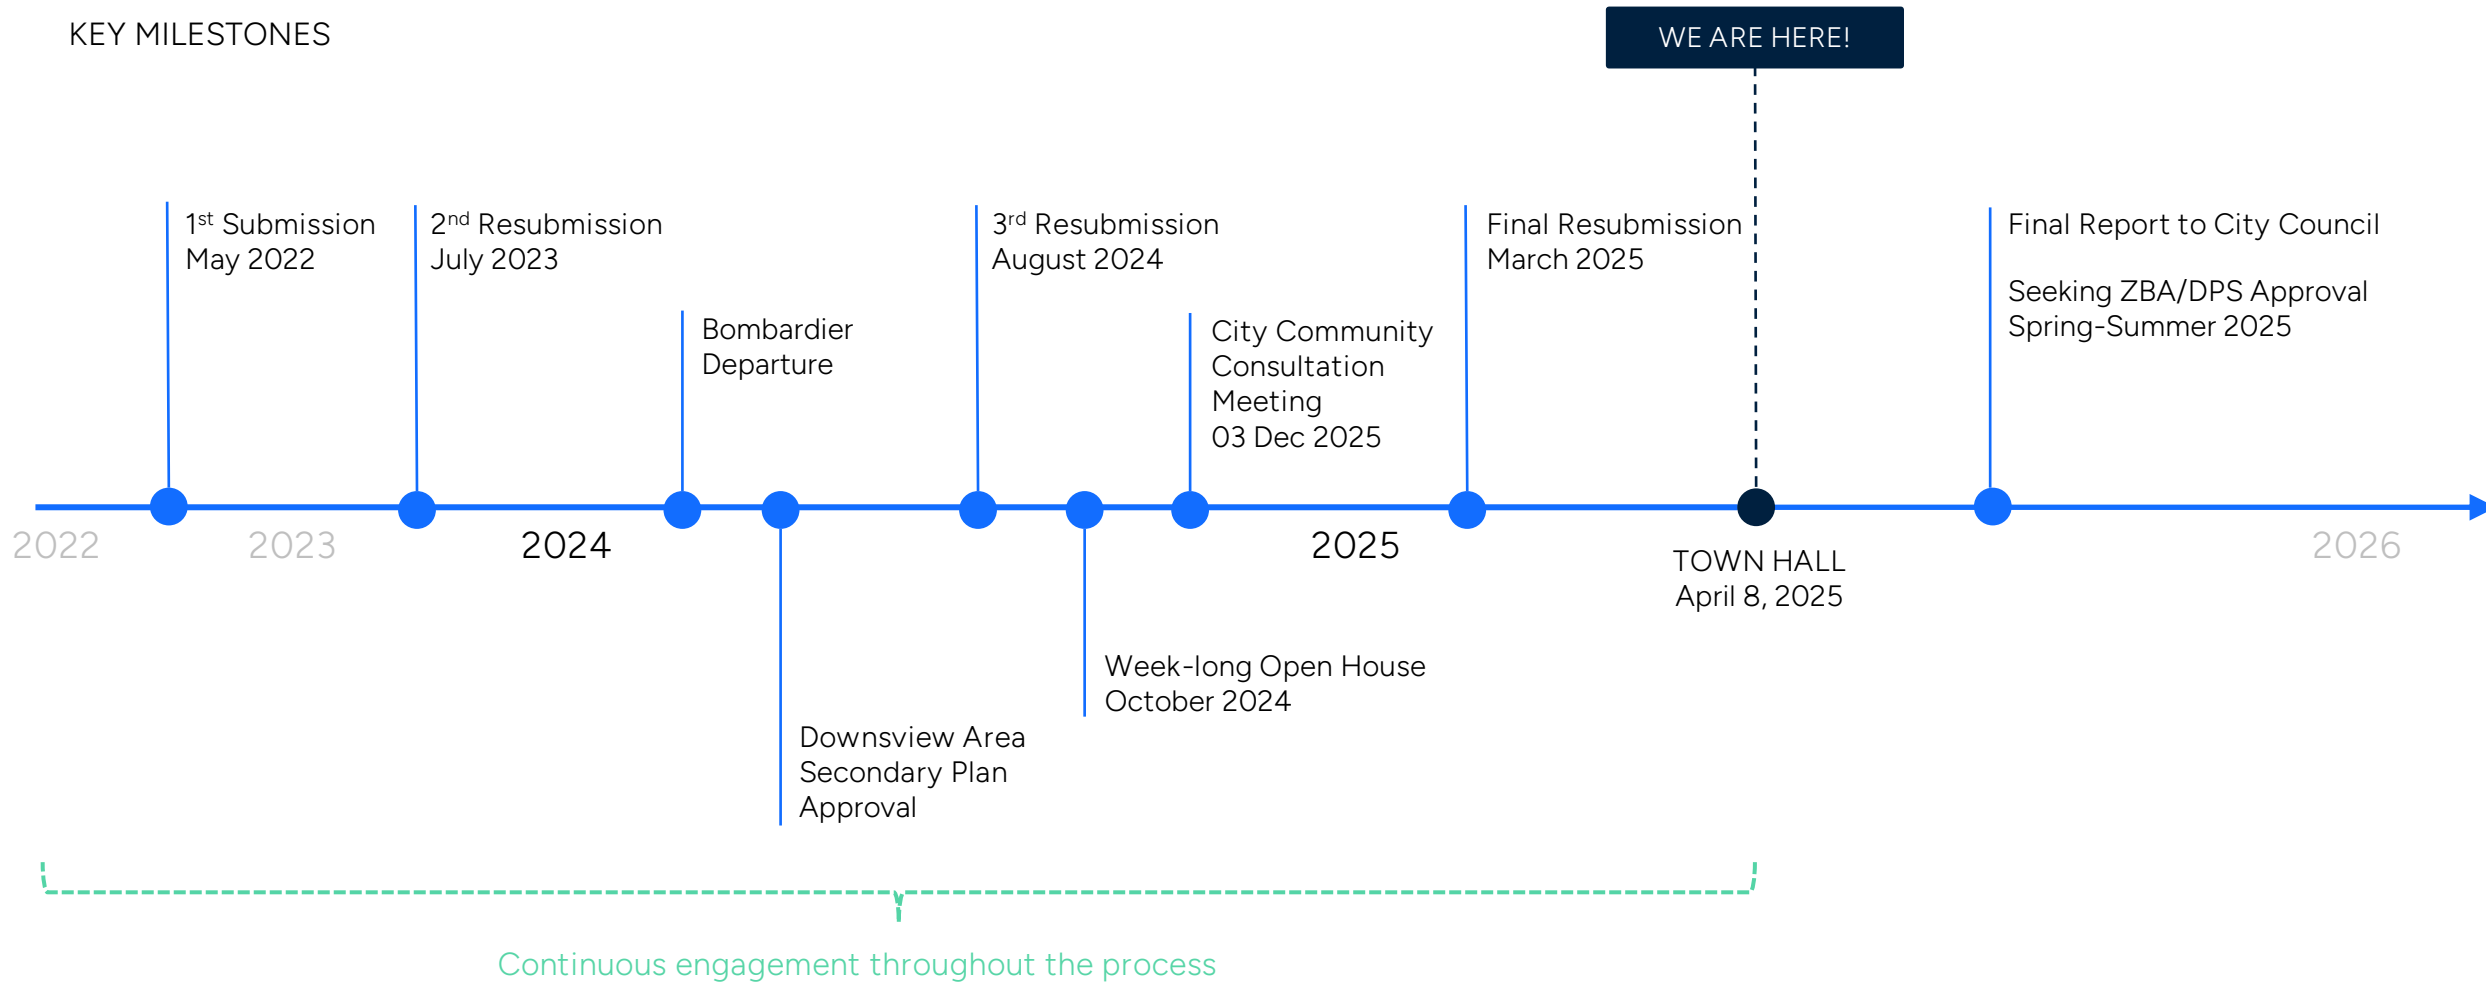 KEY MILESTONES
WE ARE HERE!
1st Submission
May 2022
2nd Resubmission
July 2023
Bombardier
Departure
3rd Resubmission
August 2024
City Community
Consultation
Meeting
03 Dec 2025
Final Resubmission
March 2025
Final Report to City Council
Seeking ZBA/DPS Approval
Spring-Summer 2025
2022
2023
2024
2025
2026
TOWN HALL
April 8, 2025
Week-long Open House
October 2024
Downsview Area
Secondary Plan
Approval
Continuous engagement throughout the process